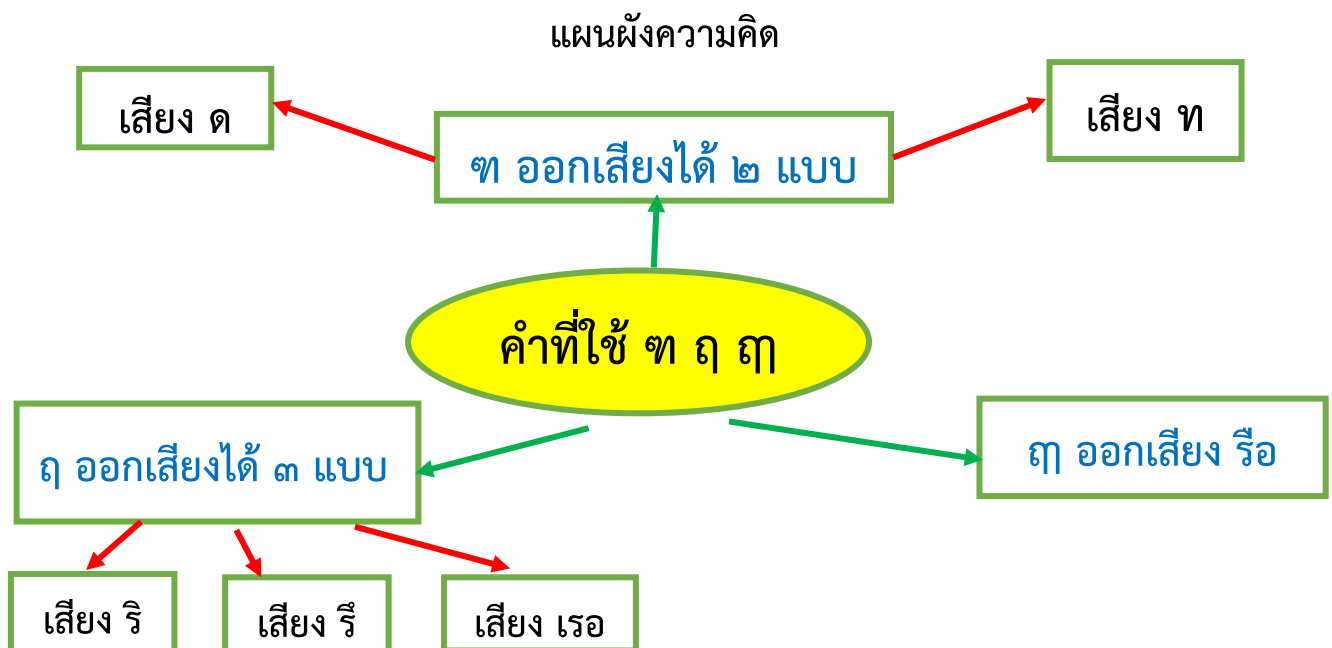 แผนผังความคิด
เสียง ด
เสียง ท
ฑ ออกเสียงได้ ๒ แบบ
คำที่ใช้ ฑ ฤ ฤๅ
ฤ ออกเสียงได้ ๓ แบบ
ฤๅ ออกเสียง รือ
เสียง ริ
เสียง รึ
เสียง เรอ